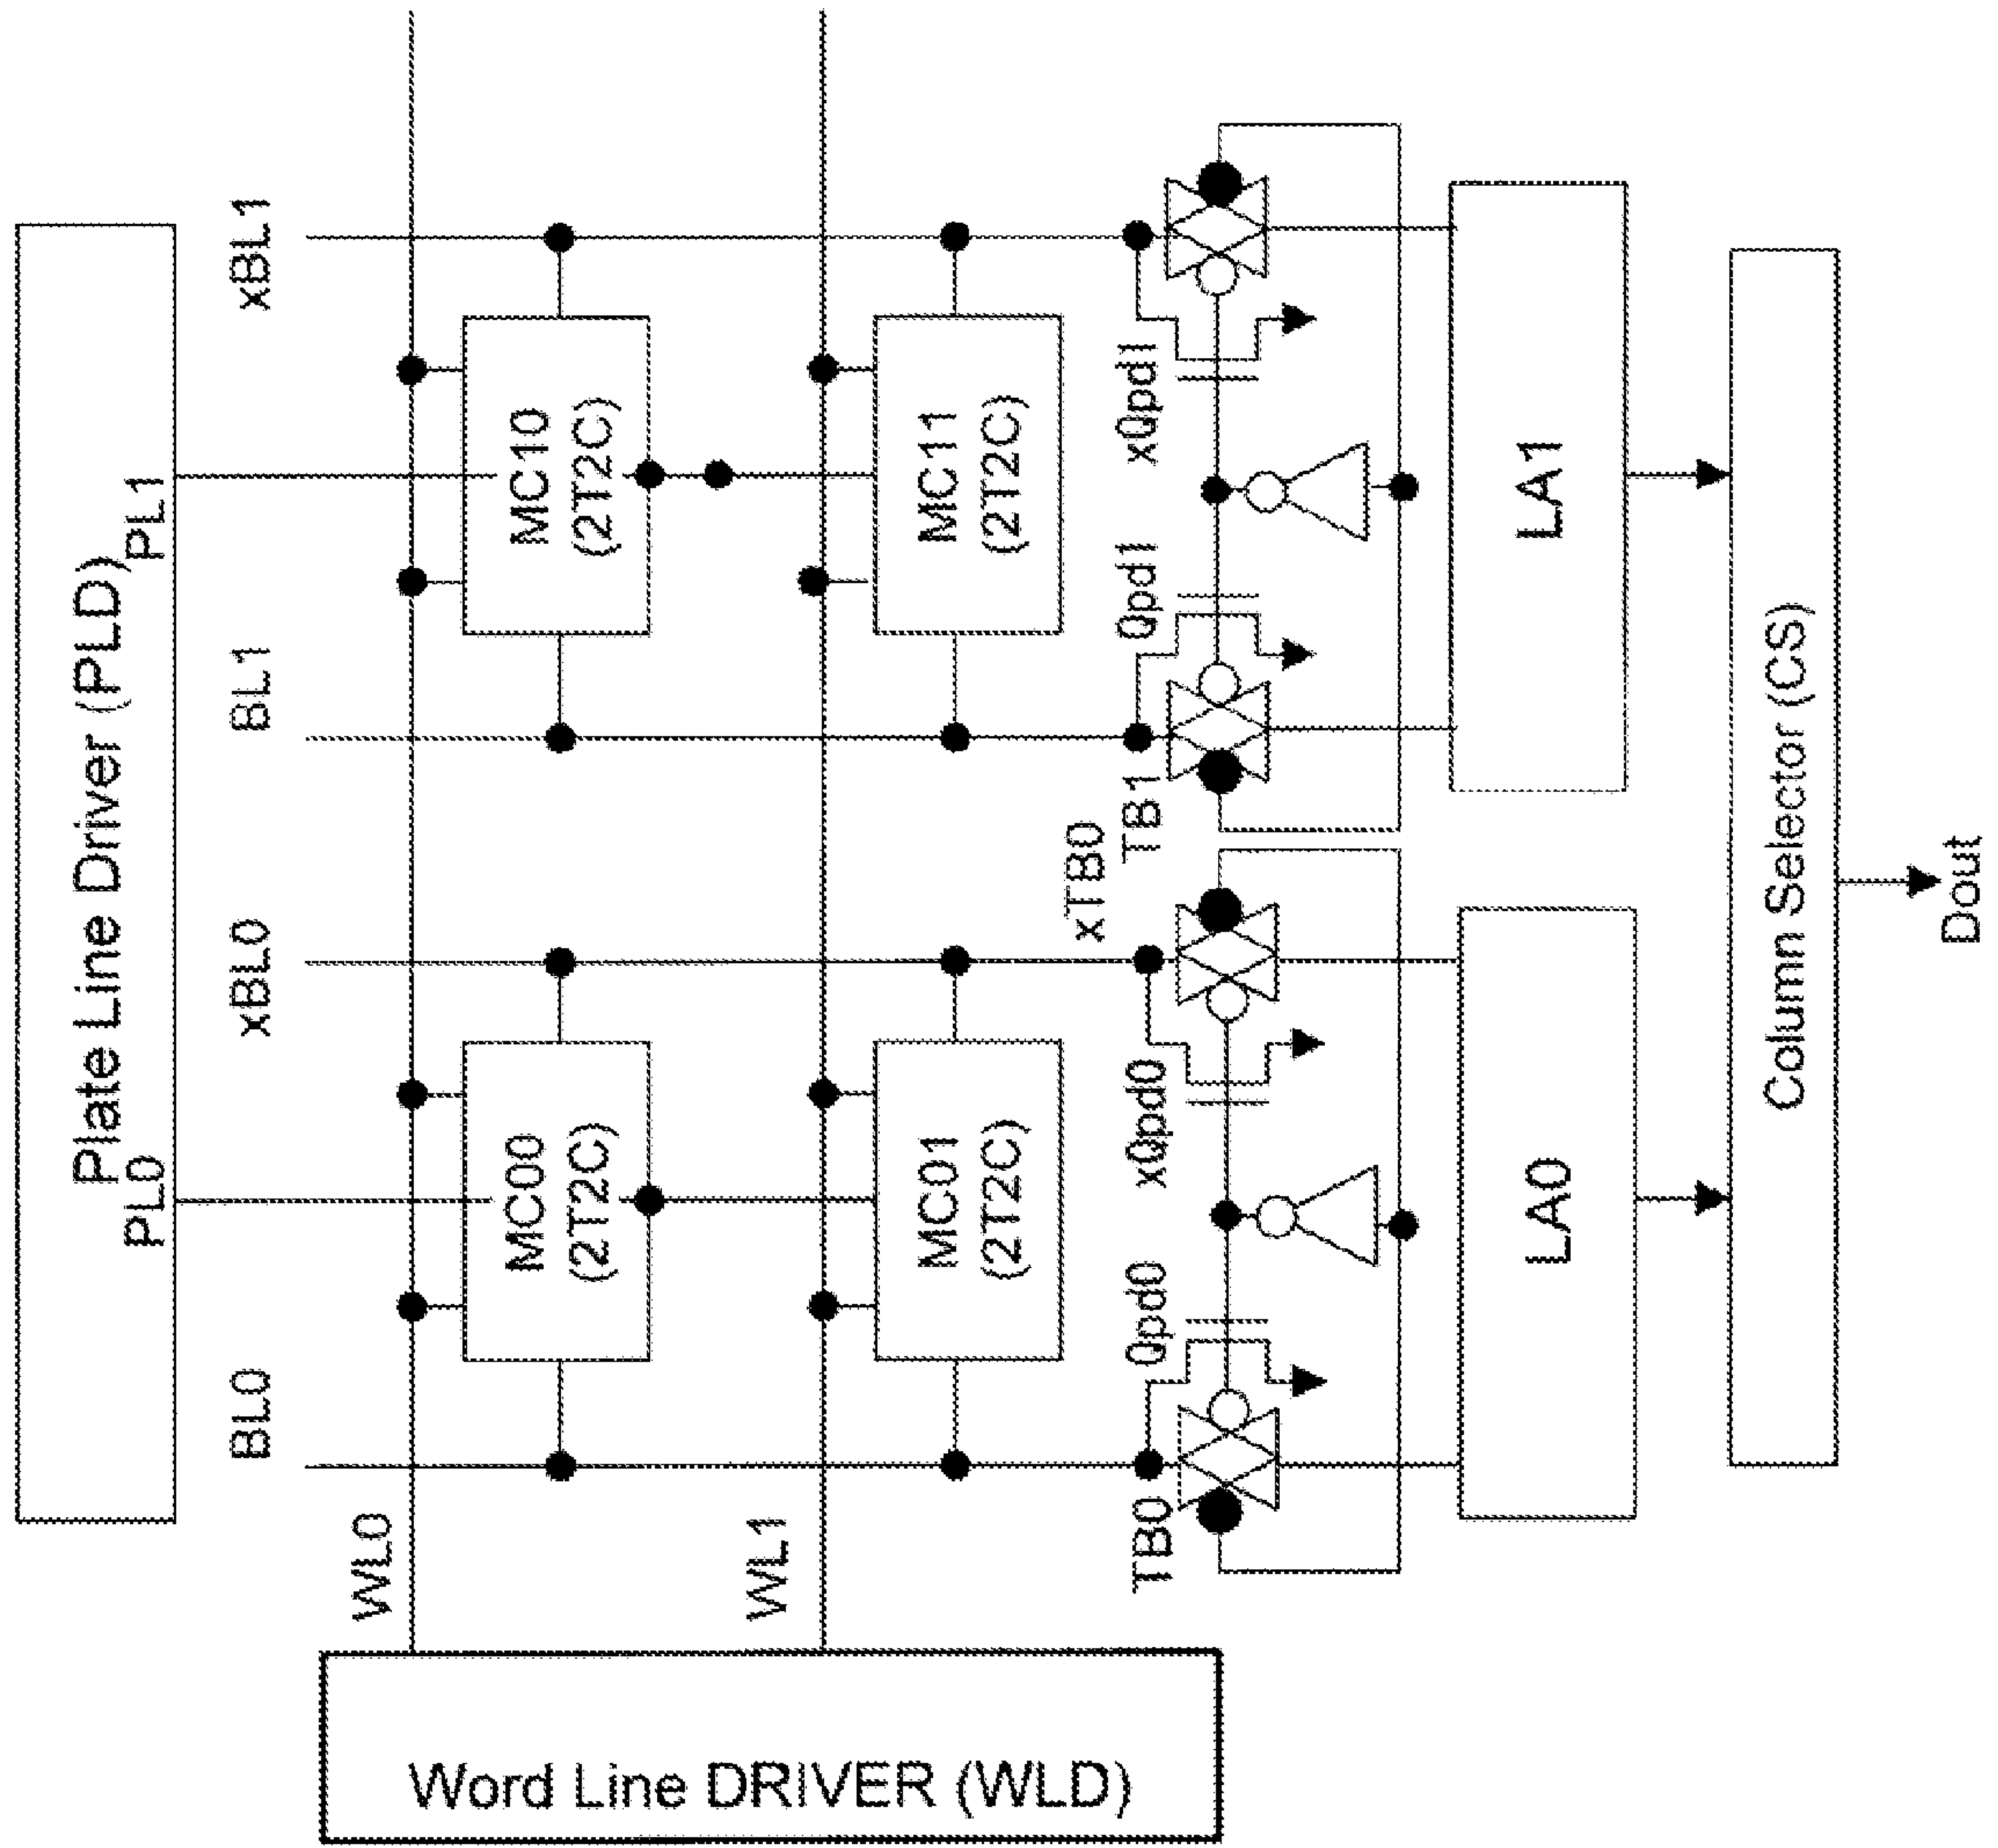 Plate Line Driver (PLD)
PL0
PL1
BL0
xBL0
BL1
xBL1
WL0
MC00
(2T2C)
MC10
(2T2C)
WL1
MC01
(2T2C)
MC11
(2T2C)
Word Line DRIVER (WLD)
TB0
Qpd0
xQpd0
xTB0
TB1
Qpd1
xQpd1
LA0
LA1
Column Selector (CS)
Dout